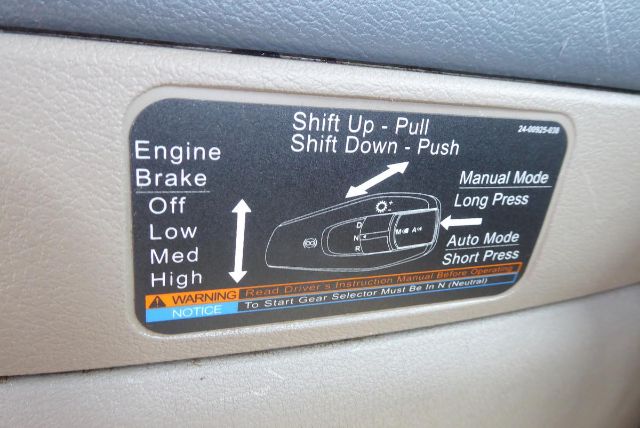 Shift Up - Pull
Shift Down - Push
24-00925-038
Engine
Brake
Off
Low
Med
High
Manual Mode
Long Press
Auto Mode
Short Press
D
N
R
M
A
WARNING Read Driver's Instruction Manual Before Operating
NOTICE To Start Gear Selector Must Be In N (Neutral)